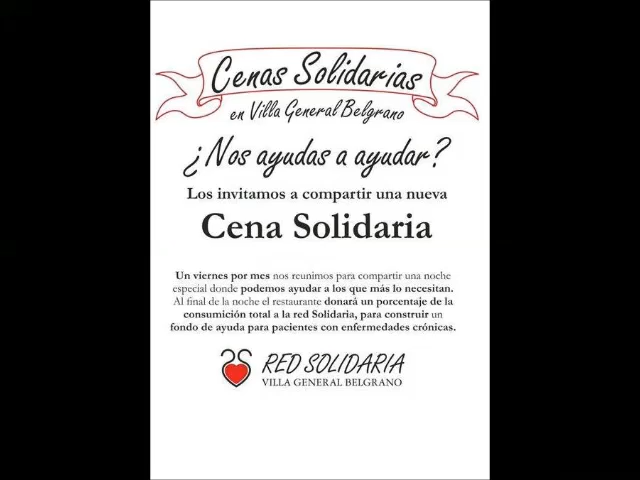 Cenas Solidarias
en Villa General Belgrano
¿Nos ayudas a ayudar?
Los invitamos a compartir una nueva
Cena Solidaria
Un viernes por mes nos reunimos para compartir una noche
especial donde podemos ayudar a los que más lo necesitan.
Al final de la noche el restaurante donará un porcentaje de la
consumición total a la red Solidaria, para construir un
fondo de ayuda para pacientes con enfermedades crónicas.
RED SOLIDARIA
VILLA GENERAL BELGRANO